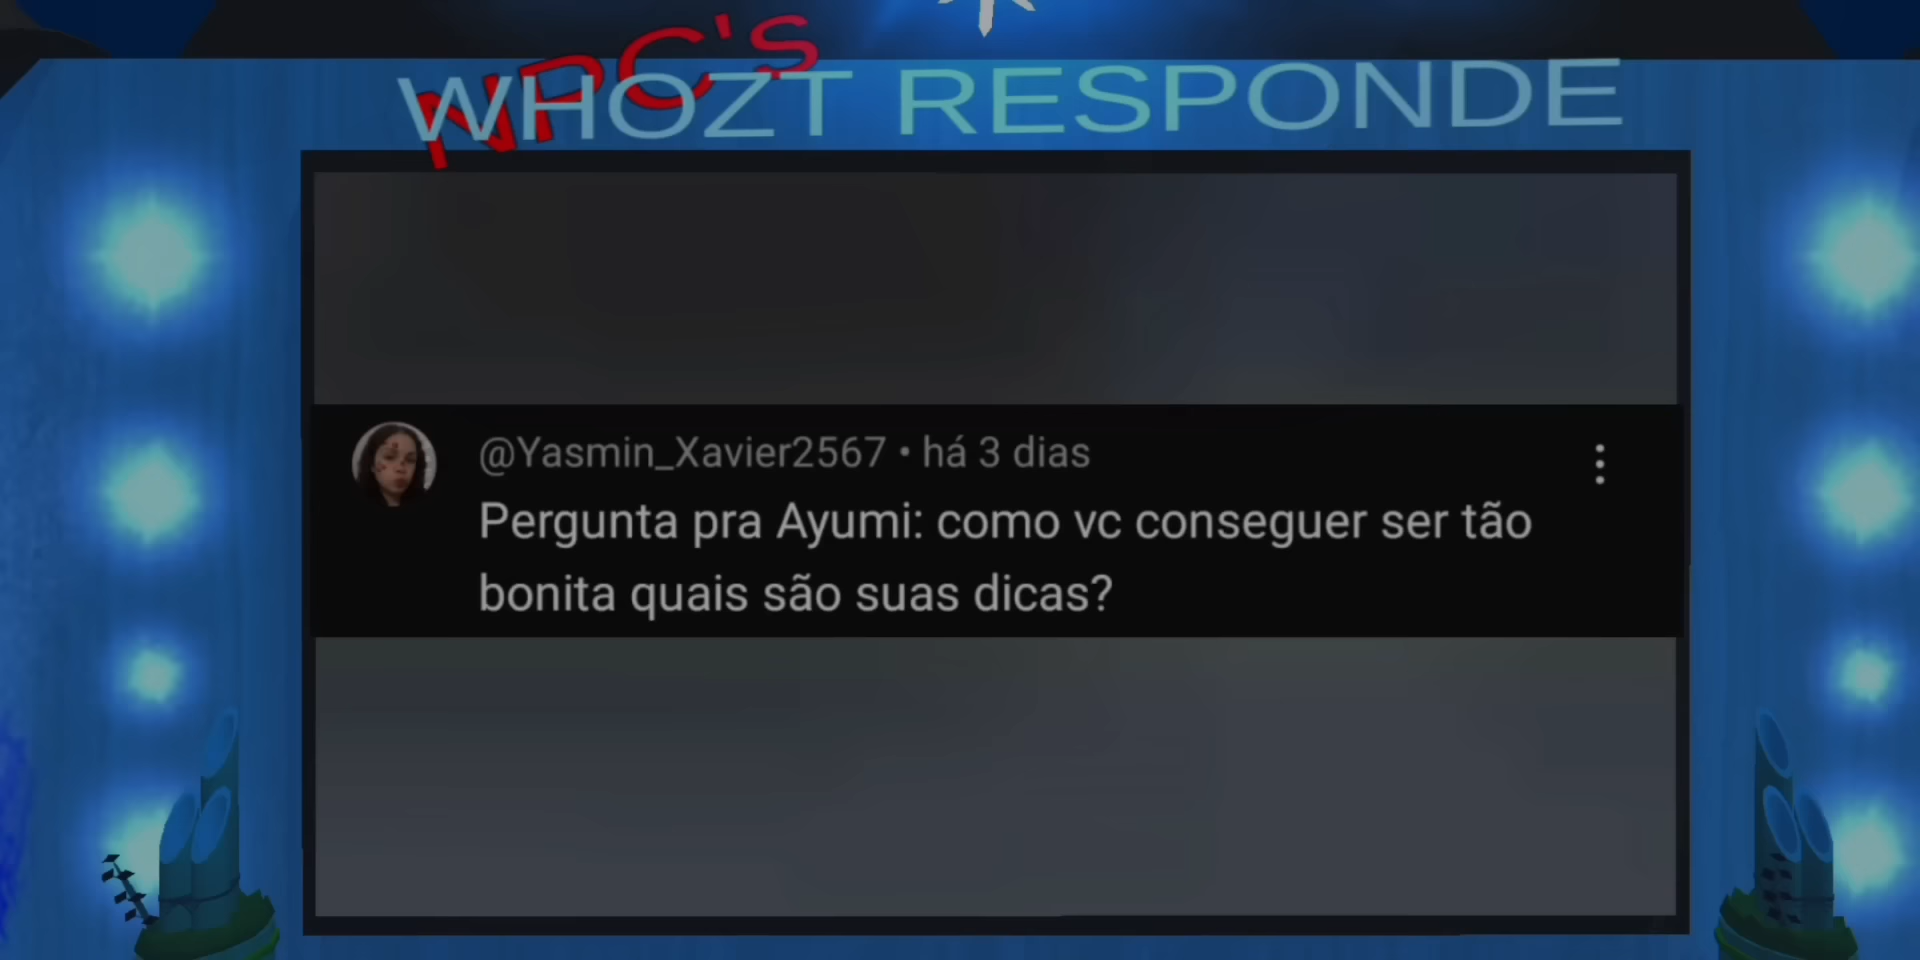 NPC's
WHOZT RESPONDE
@Yasmin_Xavier2567 • há 3 dias
Pergunta pra Ayumi: como vc conseguer ser tão
bonita quais são suas dicas?